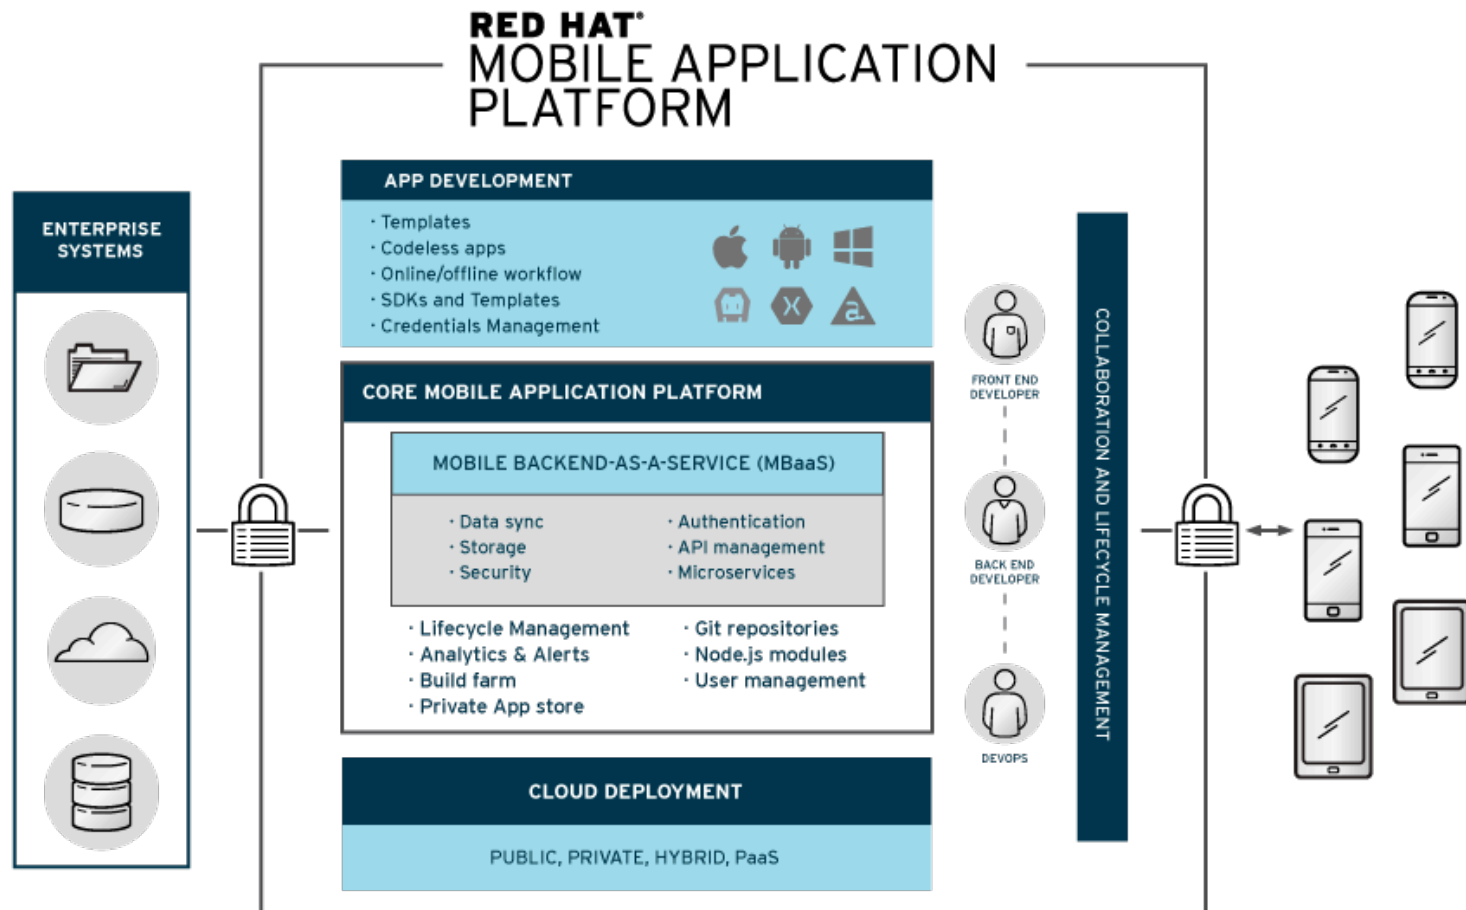 RED HAT®
MOBILE APPLICATION
PLATFORM
ENTERPRISE
SYSTEMS
APP DEVELOPMENT
· Templates
· Codeless apps
· Online/offline workflow
· SDKs and Templates
· Credentials Management
a
CORE MOBILE APPLICATION PLATFORM
MOBILE BACKEND-AS-A-SERVICE (MBaaS)
· Data sync
· Storage
· Security
· Authentication
· API management
· Microservices
· Lifecycle Management
· Analytics & Alerts
· Build farm
· Private App store
· Git repositories
· Node.js modules
· User management
CLOUD DEPLOYMENT
PUBLIC, PRIVATE, HYBRID, PaaS
FRONT END
DEVELOPER
BACK END
DEVELOPER
DEVOPS
COLLABORATION AND LIFECYCLE MANAGEMENT